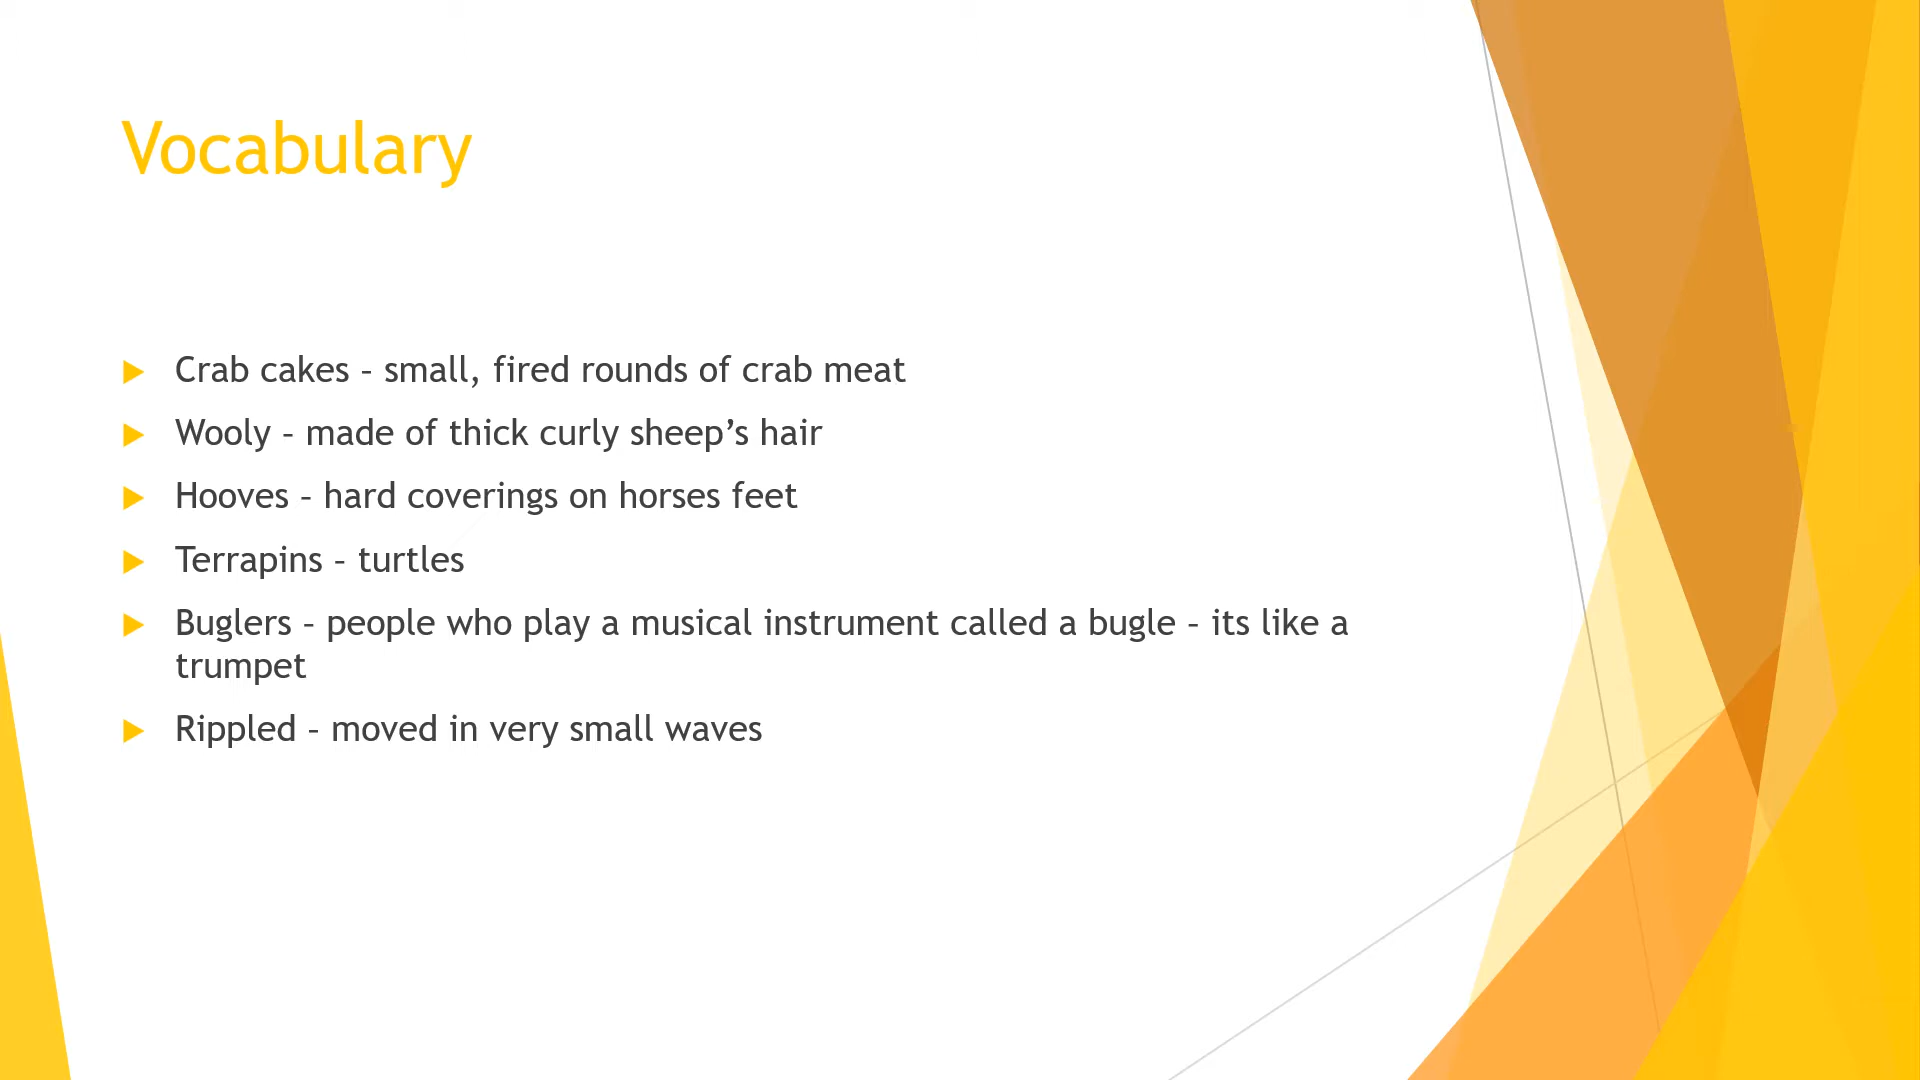 Vocabulary
Crab cakes – small, fired rounds of crab meat
Wooly – made of thick curly sheep’s hair
Hooves – hard coverings on horses feet
Terrapins – turtles
Buglers – people who play a musical instrument called a bugle – its like a
trumpet
Rippled – moved in very small waves